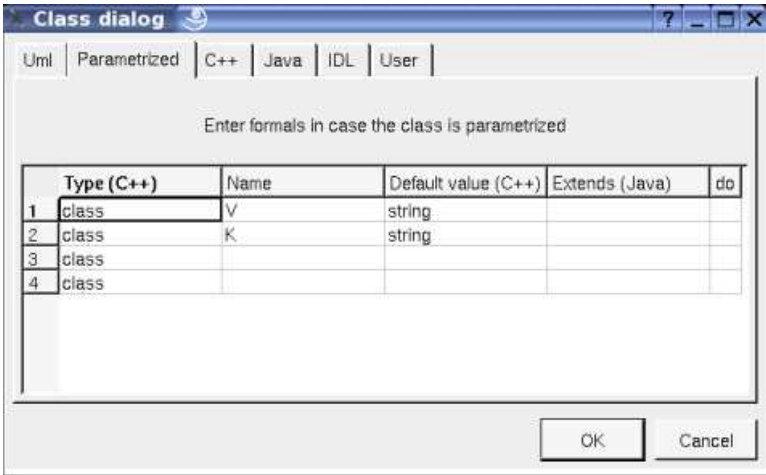 Class dialog ?
Uml Parametrized C++ Java IDL User
Enter formals in case the class is parametrized
Type (C++) Name Default value (C++) Extends (Java) do
1 class V string
2 class K string
3 class
4 class
OK Cancel